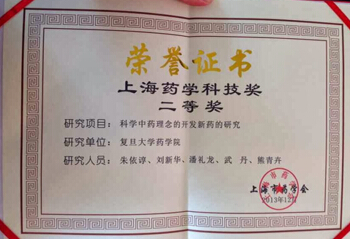 荣誉证书
上海药学科技奖
二等奖
研究项目：科学中药理念的开发新药的研究
研究单位：复旦大学药学院
研究人员：朱依谆、刘新华、潘礼龙、武 丹、熊青卉
上海市药学会
2013年12月